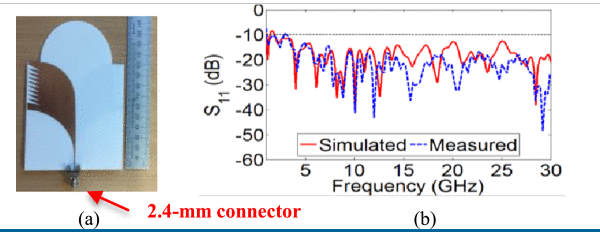 0
-10
-20
-30
-40
-50
-60
S11 (dB)
Simulated Measured
5 10 15 20 25 30
Frequency (GHz)
2.4-mm connector
(a) (b)